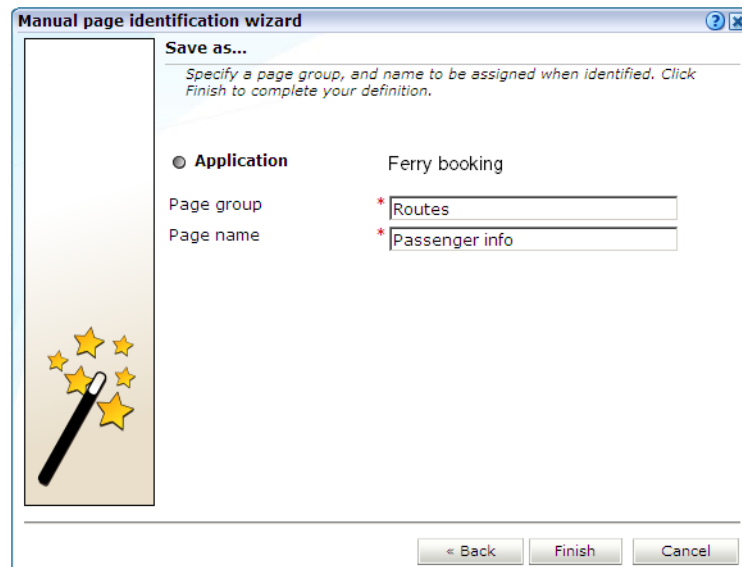 Manual page identification wizard
Save as...
Specify a page group, and name to be assigned when identified. Click
Finish to complete your definition.
Application Ferry booking
Page group * Routes
Page name * Passenger info
« Back Finish Cancel